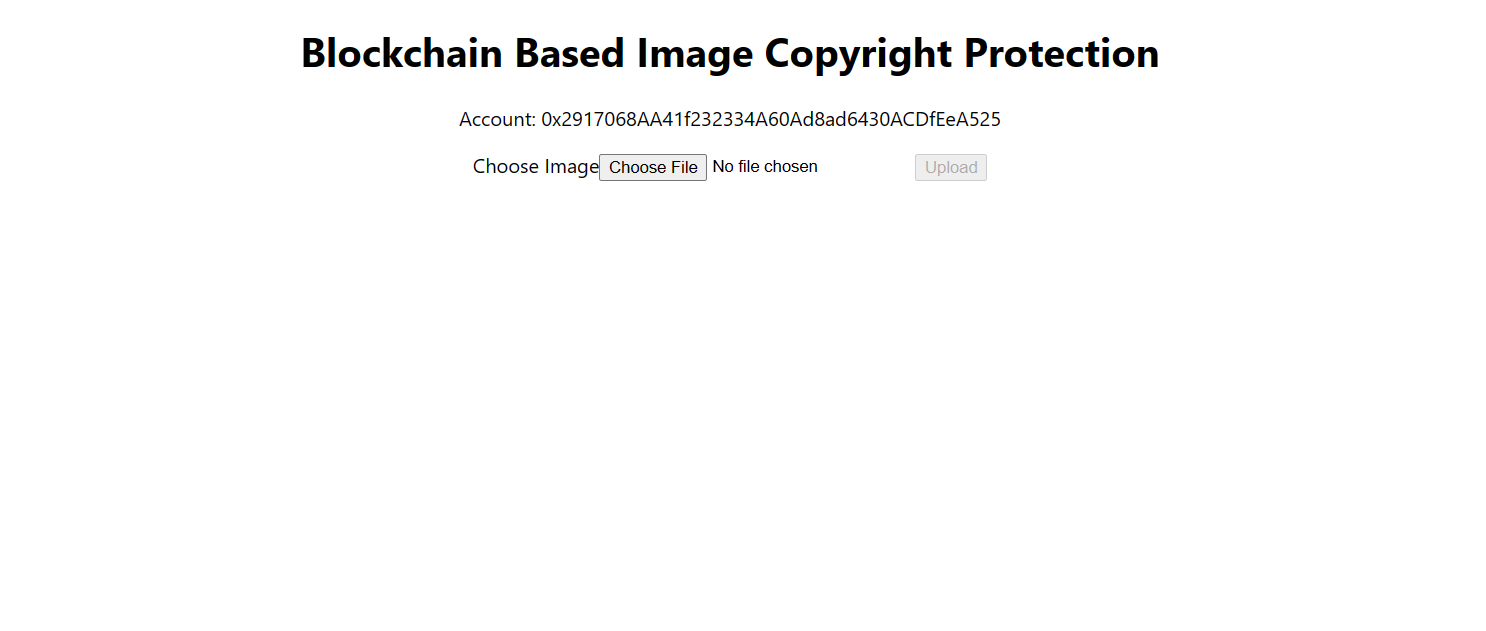 Blockchain Based Image Copyright Protection
Account: 0x2917068AA41f232334A60Ad8ad6430ACDfEeA525
Choose Image Choose File No file chosen Upload